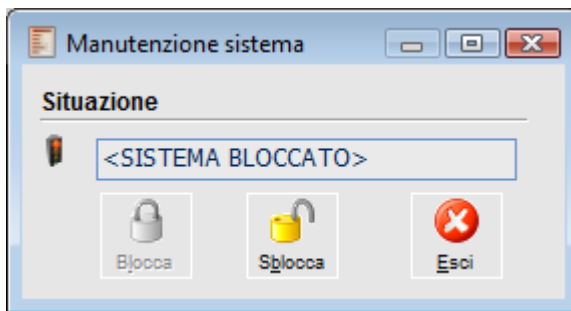 Manutenzione sistema
Situazione
<SISTEMA BLOCCATO>
Blocca Sblocca Esci